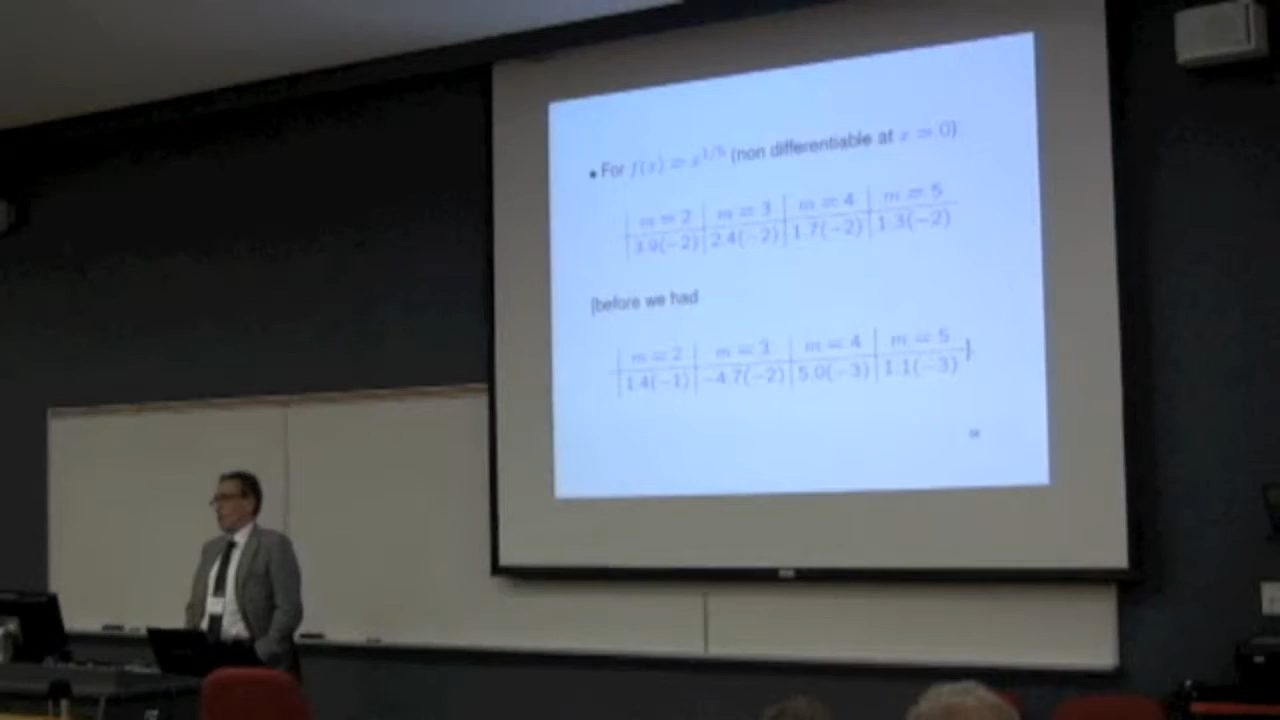 • For f(x) = x^1/5 (non differentiable at x = 0)
m = 2 | m = 3 | m = 4 | m = 5
3.9(−2) | 2.4(−2) | 1.7(−2) | 1.3(−2)
[before we had
m = 2 | m = 3 | m = 4 | m = 5
1.4(−1) | −4.7(−2) | 5.0(−3) | 1.1(−3) ]